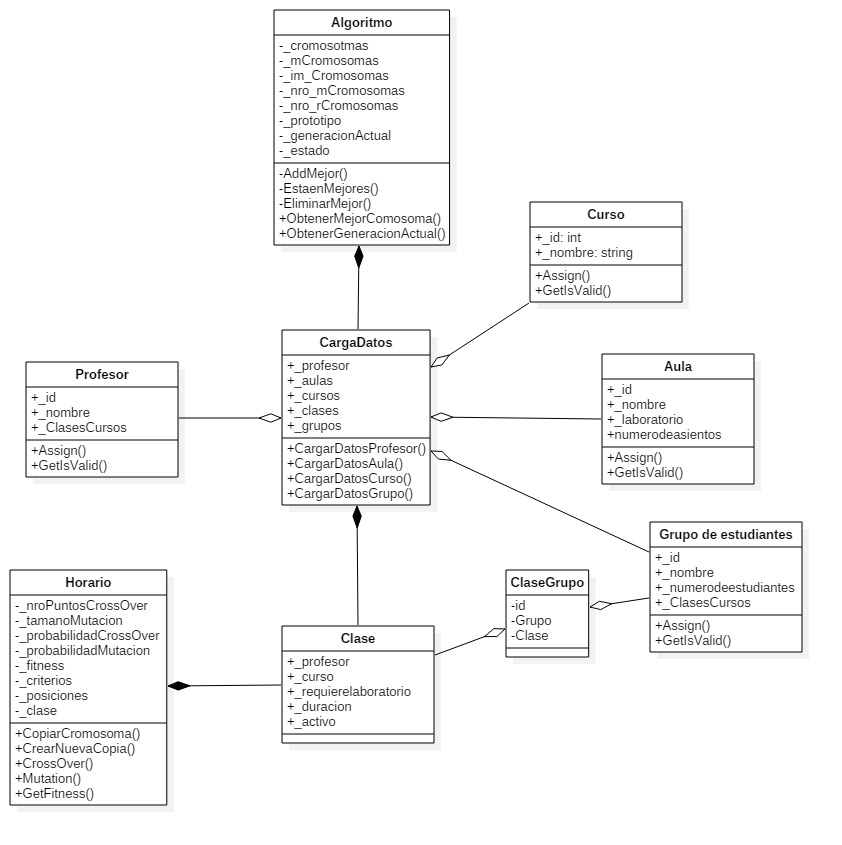 Algoritmo
-_cromosotmas
-_mCromosomas
-_im_Cromosomas
-_nro_mCromosomas
-_nro_rCromosomas
-_prototipo
-_generacionActual
-_estado
-AddMejor()
-EstaenMejores()
-EliminarMejor()
+ObtenerMejorComosoma()
+ObtenerGeneracionActual()
Curso
+_id: int
+_nombre: string
+Assign()
+GetIsValid()
CargaDatos
+_profesor
+_aulas
+_cursos
+_clases
+_grupos
+CargarDatosProfesor()
+CargarDatosAula()
+CargarDatosCurso()
+CargarDatosGrupo()
Profesor
+_id
+_nombre
+_ClasesCursos
+Assign()
+GetIsValid()
Aula
+_id
+_nombre
+_laboratorio
+numerodeasientos
+Assign()
+GetIsValid()
Grupo de estudiantes
+_id
+_nombre
+_numerodeestudiantes
+_ClasesCursos
+Assign()
+GetIsValid()
Horario
-_nroPuntosCrossOver
-_tamanoMutacion
-_probabilidadCrossOver
-_probabilidadMutacion
-_fitness
-_criterios
-_posiciones
-_clase
+CopiarCromosoma()
+CrearNuevaCopia()
+CrossOver()
+Mutation()
+GetFitness()
ClaseGrupo
-id
-Grupo
-Clase
Clase
+_profesor
+_curso
+_requierelaboratorio
+_duracion
+_activo